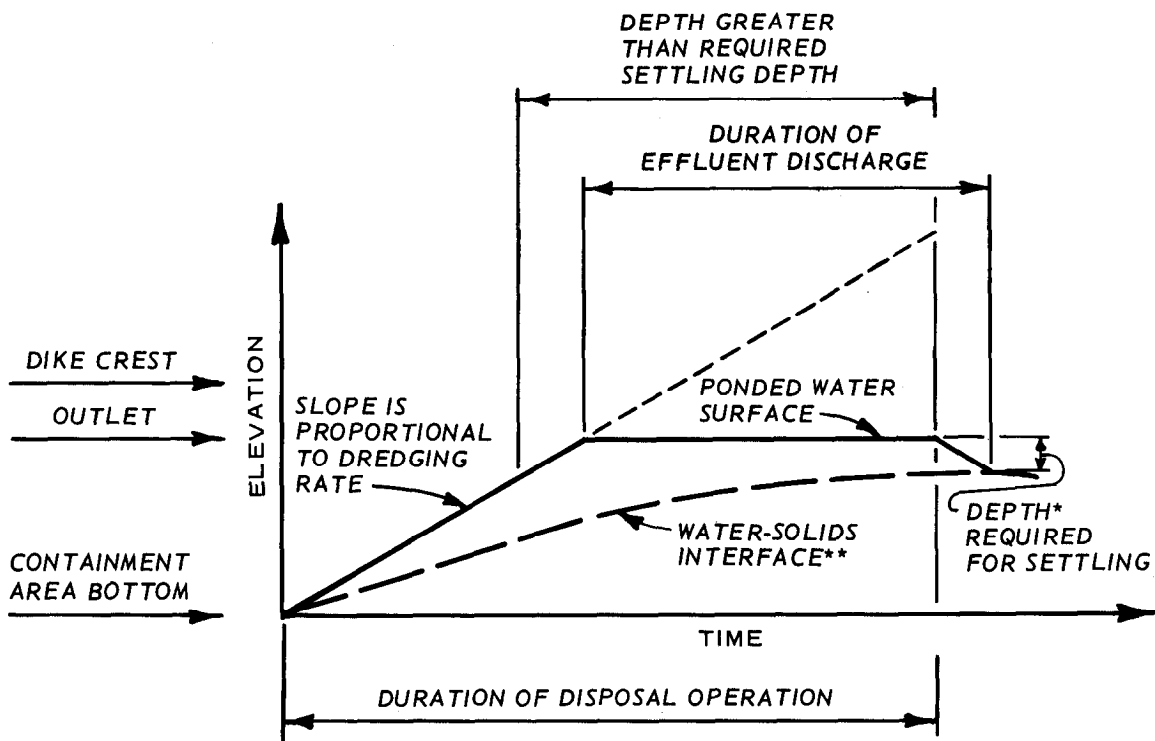 DEPTH GREATER
THAN REQUIRED
SETTLING DEPTH
DURATION OF
EFFLUENT DISCHARGE
DIKE CREST
OUTLET
CONTAINMENT
AREA BOTTOM
ELEVATION
SLOPE IS
PROPORTIONAL
TO DREDGING
RATE
PONDED WATER
SURFACE
WATER-SOLIDS
INTERFACE**
DEPTH*
REQUIRED
FOR SETTLING
TIME
DURATION OF DISPOSAL OPERATION